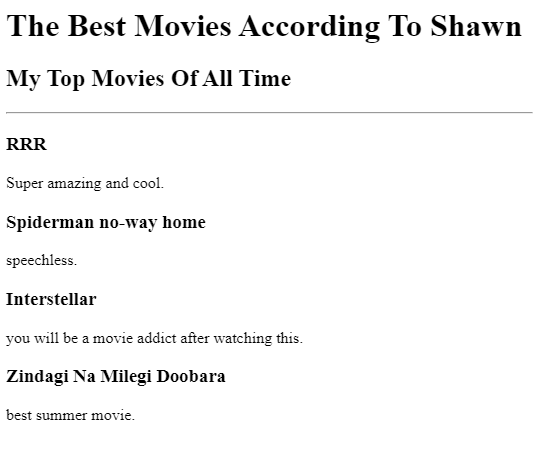 The Best Movies According To Shawn
My Top Movies Of All Time
RRR
Super amazing and cool.
Spiderman no-way home
speechless.
Interstellar
you will be a movie addict after watching this.
Zindagi Na Milegi Doobara
best summer movie.